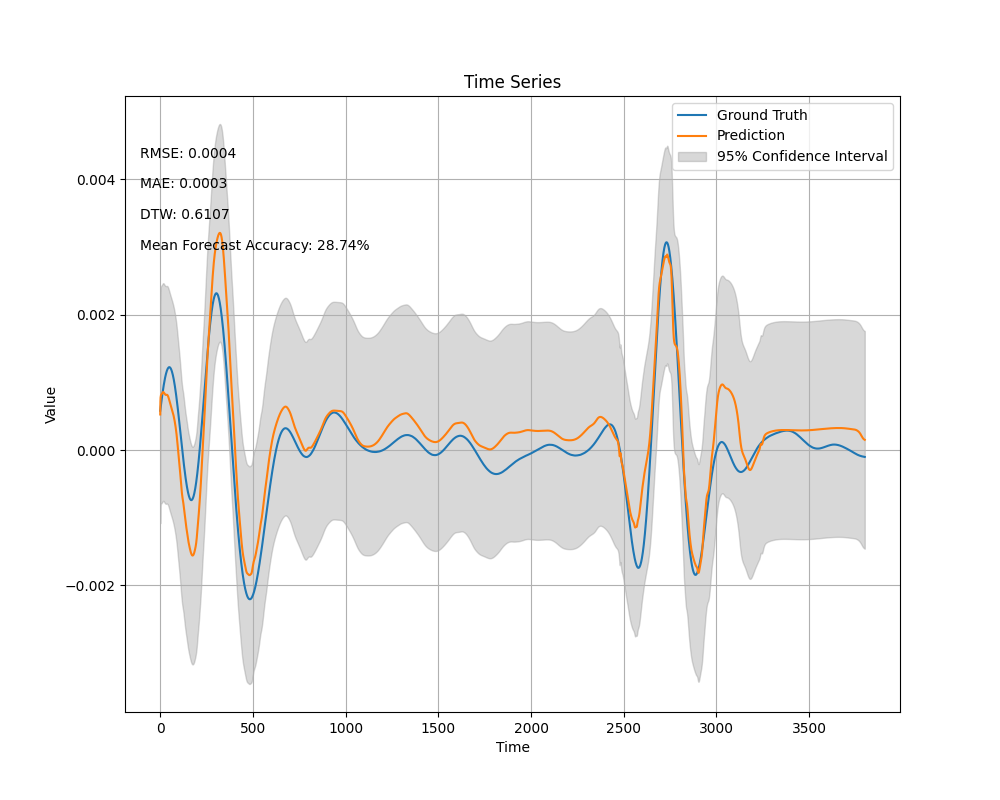 Time Series
Ground Truth
Prediction
95% Confidence Interval
RMSE: 0.0004
MAE: 0.0003
DTW: 0.6107
Mean Forecast Accuracy: 28.74%
0.004
0.002
0.000
−0.002
Value
0 500 1000 1500 2000 2500 3000 3500
Time